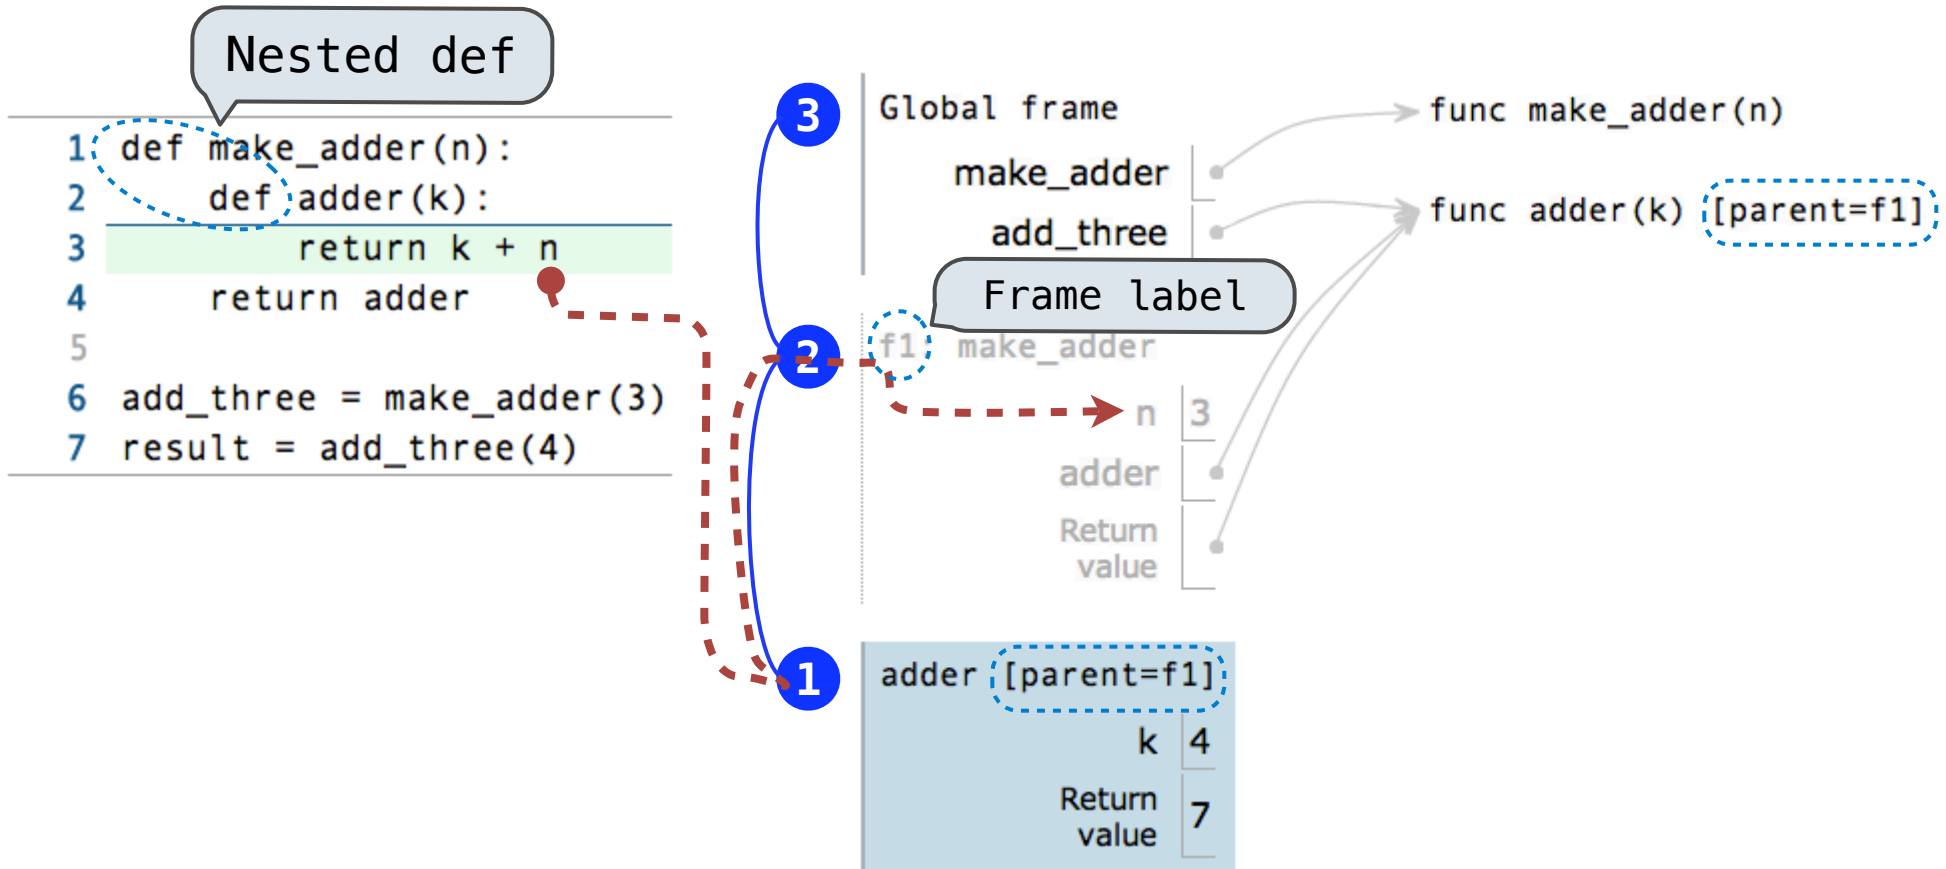 Nested def
1 def make_adder(n):
2 def adder(k):
3 return k + n
4 return adder
5
6 add_three = make_adder(3)
7 result = add_three(4)
3
Global frame
make_adder
add_three
func make_adder(n)
func adder(k) [parent=f1]
Frame label
2
f1: make_adder
n 3
adder
Return
value
1
adder [parent=f1]
k 4
Return
value 7